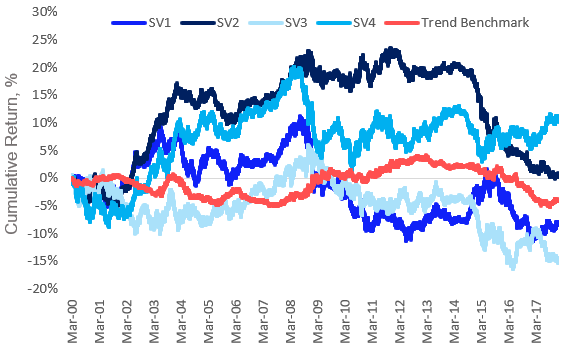 SV1 SV2 SV3 SV4 Trend Benchmark
Cumulative Return, %
30%
25%
20%
15%
10%
5%
0%
-5%
-10%
-15%
-20%
Mar-00
Mar-01
Mar-02
Mar-03
Mar-04
Mar-05
Mar-06
Mar-07
Mar-08
Mar-09
Mar-10
Mar-11
Mar-12
Mar-13
Mar-14
Mar-15
Mar-16
Mar-17